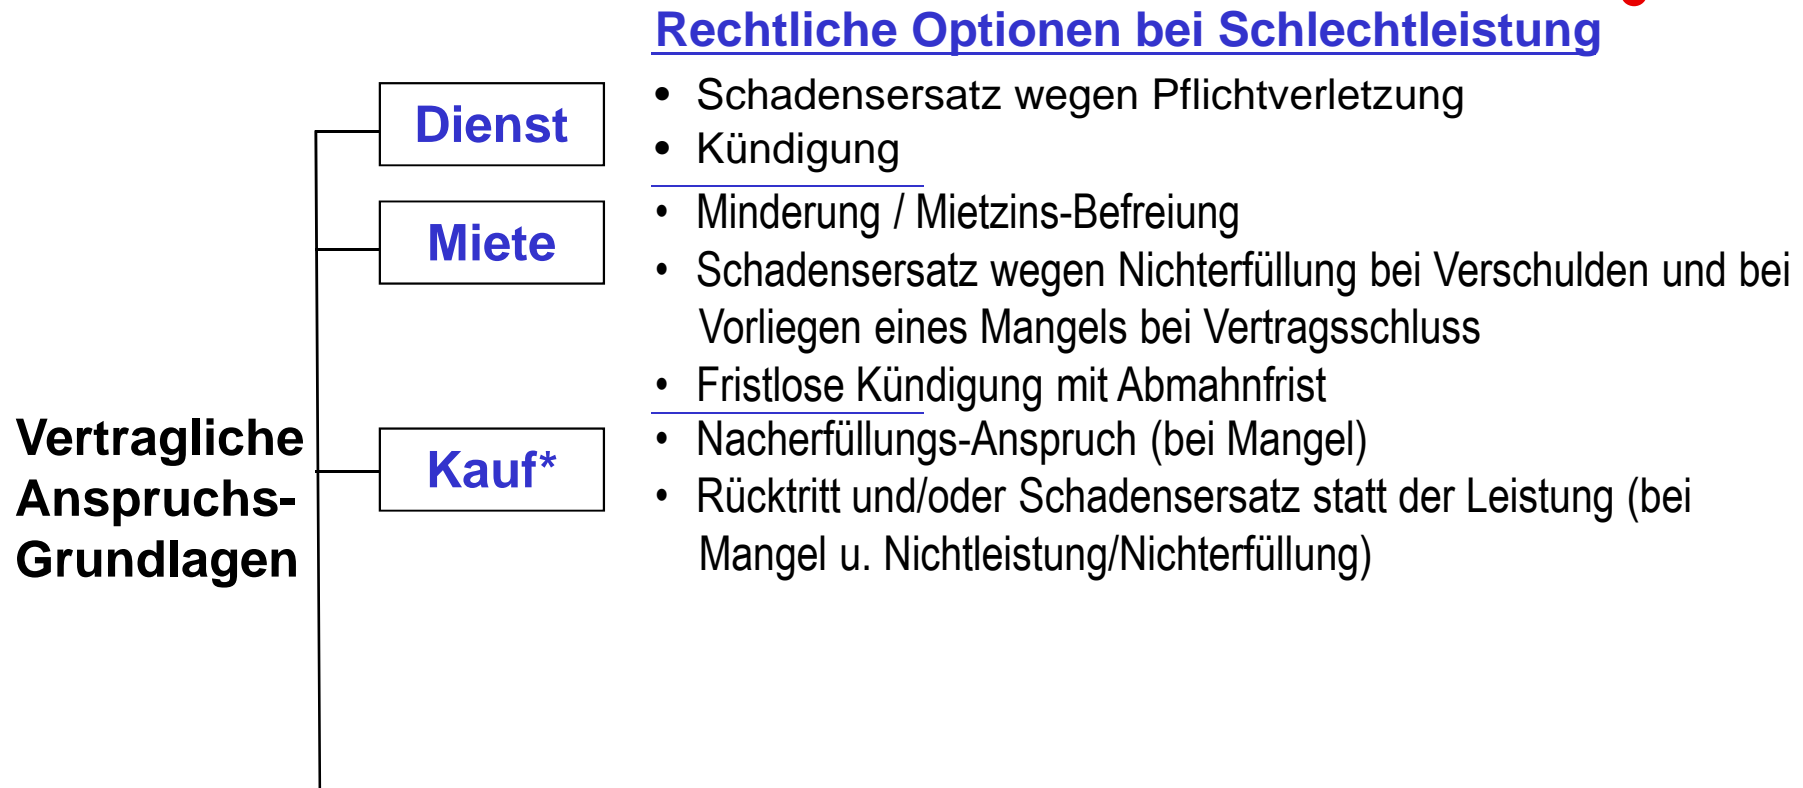 Rechtliche Optionen bei Schlechtleistung
Dienst
• Schadensersatz wegen Pflichtverletzung
• Kündigung
Miete
• Minderung / Mietzins-Befreiung
• Schadensersatz wegen Nichterfüllung bei Verschulden und bei
Vorliegen eines Mangels bei Vertragsschluss
• Fristlose Kündigung mit Abmahnfrist
Vertragliche
Anspruchs-
Grundlagen
Kauf*
• Nacherfüllungs-Anspruch (bei Mangel)
• Rücktritt und/oder Schadensersatz statt der Leistung (bei
Mangel u. Nichtleistung/Nichterfüllung)